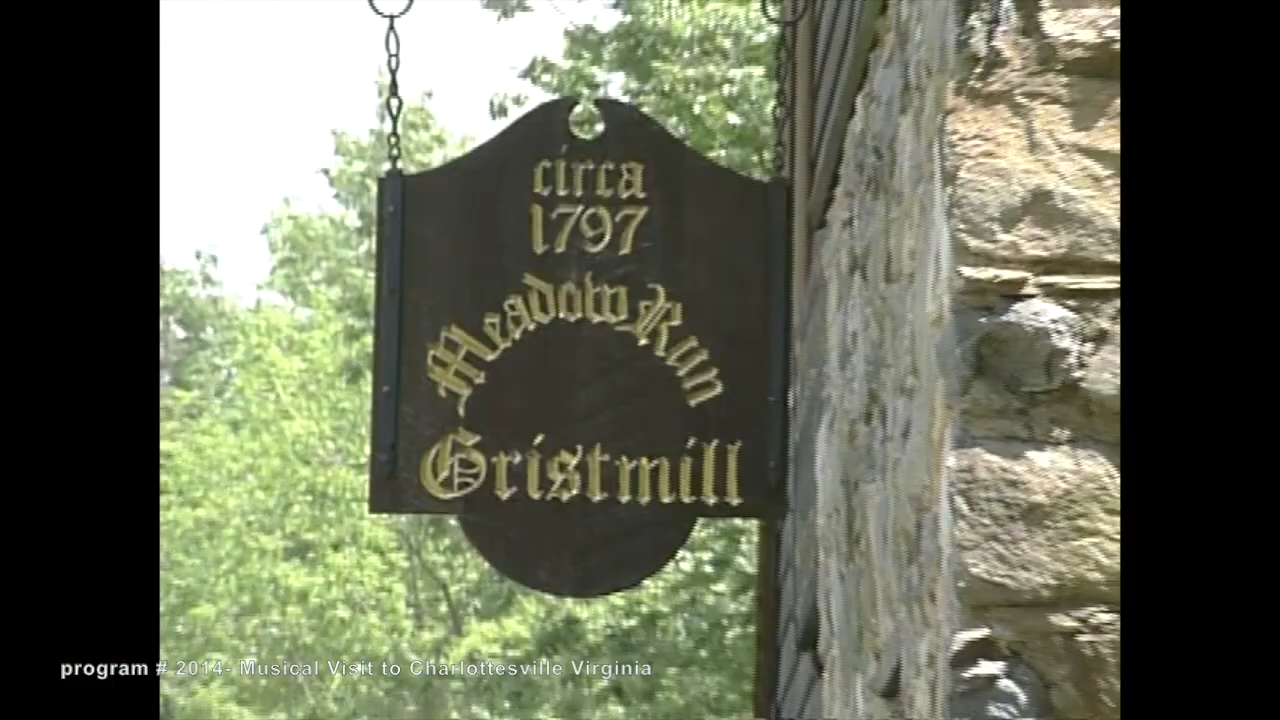 circa
1797
Meadow Run
Gristmill
program # 2014- Musical Visit to Charlottesville Virginia